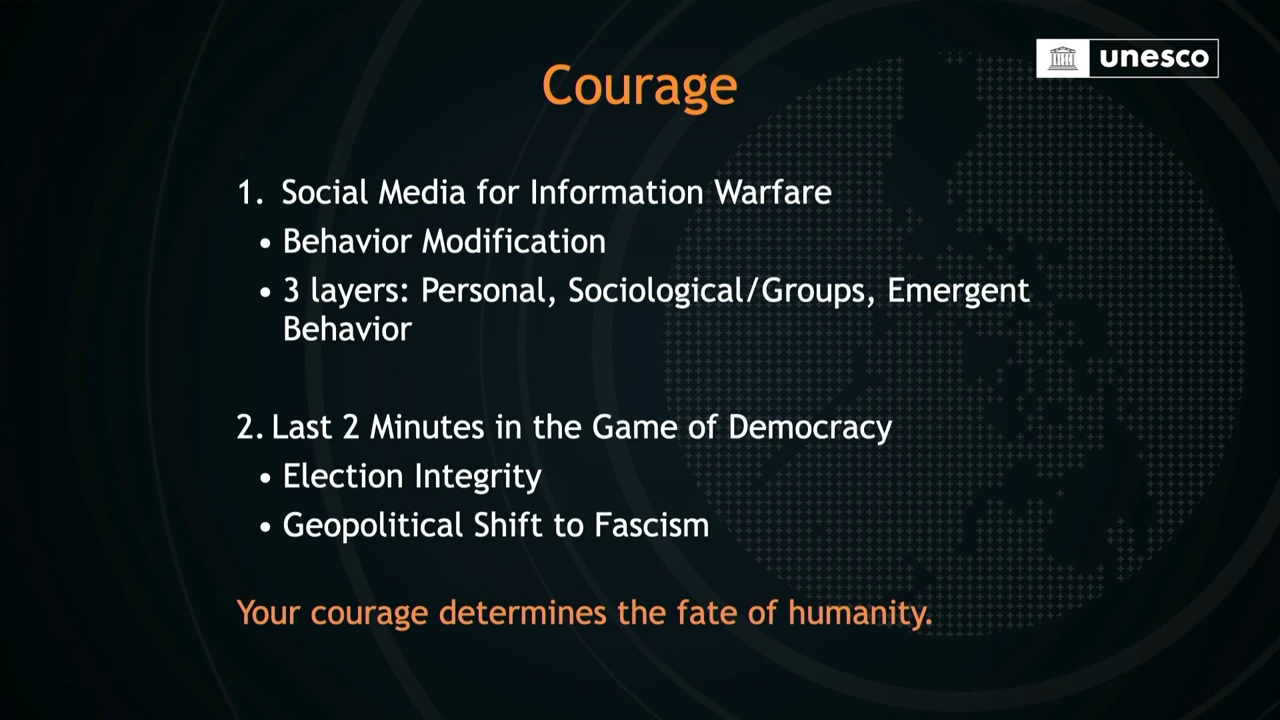 unesco
Courage
1. Social Media for Information Warfare
• Behavior Modification
• 3 layers: Personal, Sociological/Groups, Emergent
Behavior
2. Last 2 Minutes in the Game of Democracy
• Election Integrity
• Geopolitical Shift to Fascism
Your courage determines the fate of humanity.